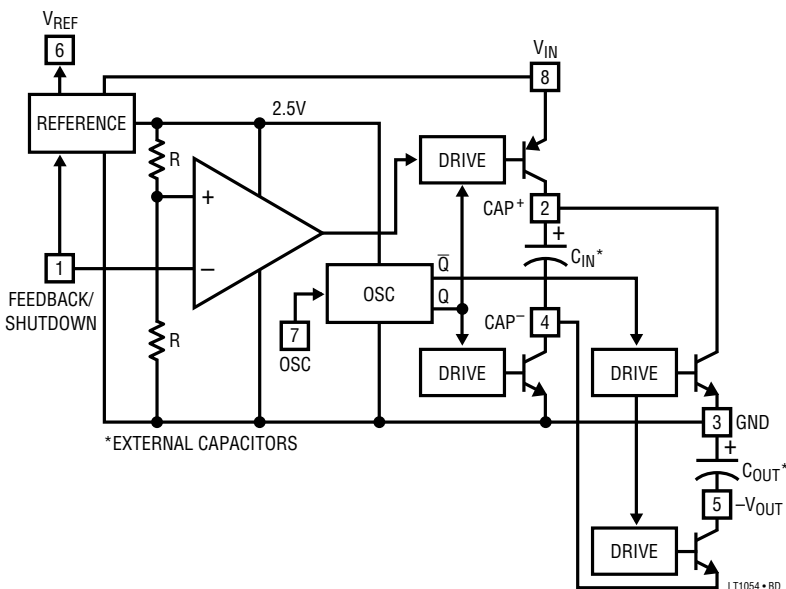 VREF
6
VIN
8
REFERENCE
2.5V
R
DRIVE
+
CAP+
2
+
CIN*
–
1
FEEDBACK/
SHUTDOWN
Q̅
OSC
Q
7
OSC
CAP–
4
R
DRIVE
DRIVE
3
GND
*EXTERNAL CAPACITORS
+
COUT*
5
–VOUT
DRIVE
LT1054 • BD